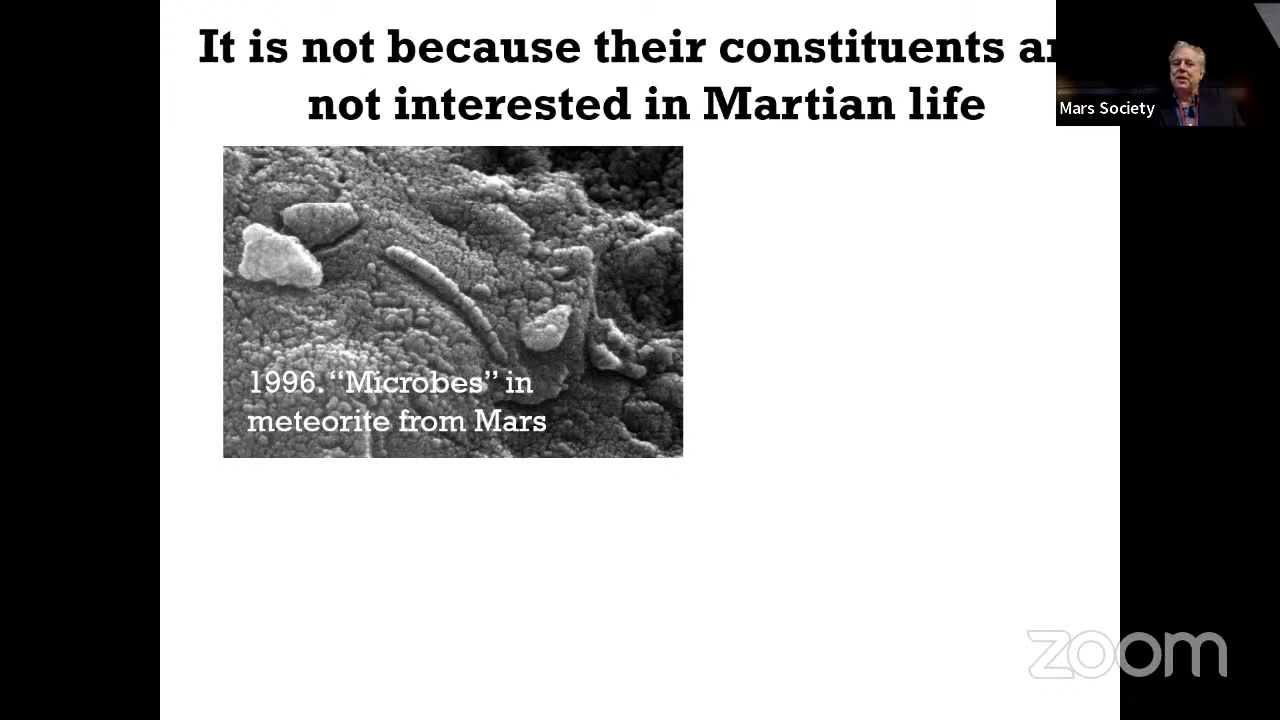 It is not because their constituents
not interested in Martian life
Mars Society
1996. “Microbes” in
meteorite from Mars
zoom